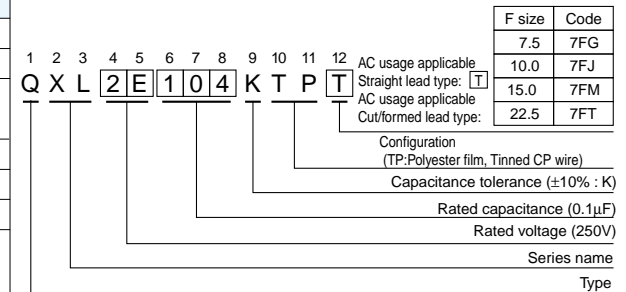 F size Code
7.5 7FG
10.0 7FJ
15.0 7FM
22.5 7FT
1 2 3 4 5 6 7 8 9 10 11 12
Q X L 2 E 1 0 4 K T P T
AC usage applicable
Straight lead type: T
AC usage applicable
Cut/formed lead type:
Configuration
(TP:Polyester film, Tinned CP wire)
Capacitance tolerance (±10% : K)
Rated capacitance (0.1μF)
Rated voltage (250V)
Series name
Type